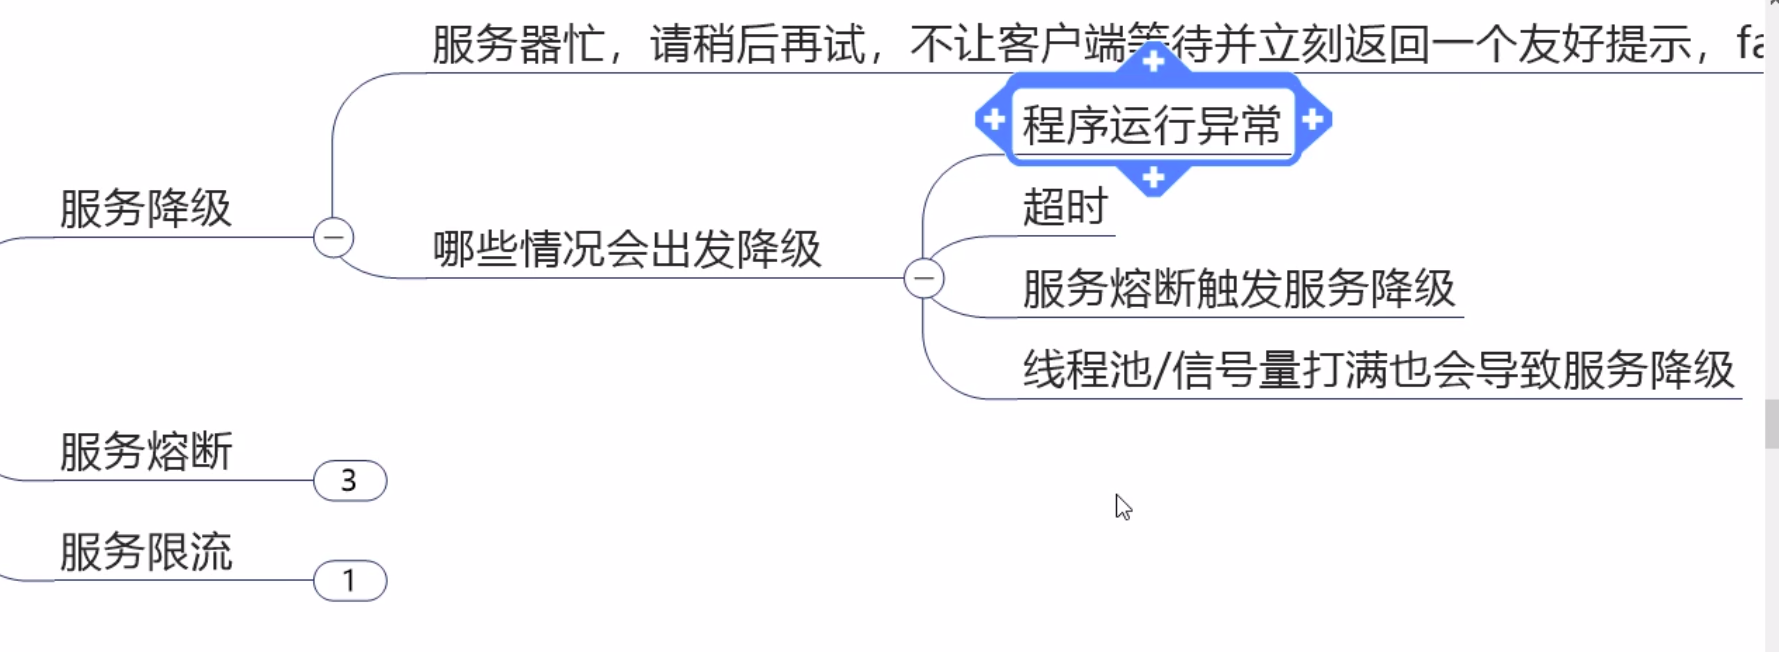 服务器忙，请稍后再试，不让客户端等待并立刻返回一个友好提示，fa
程序运行异常
服务降级
超时
哪些情况会出发降级
服务熔断触发服务降级
线程池/信号量打满也会导致服务降级
服务熔断
3
服务限流
1